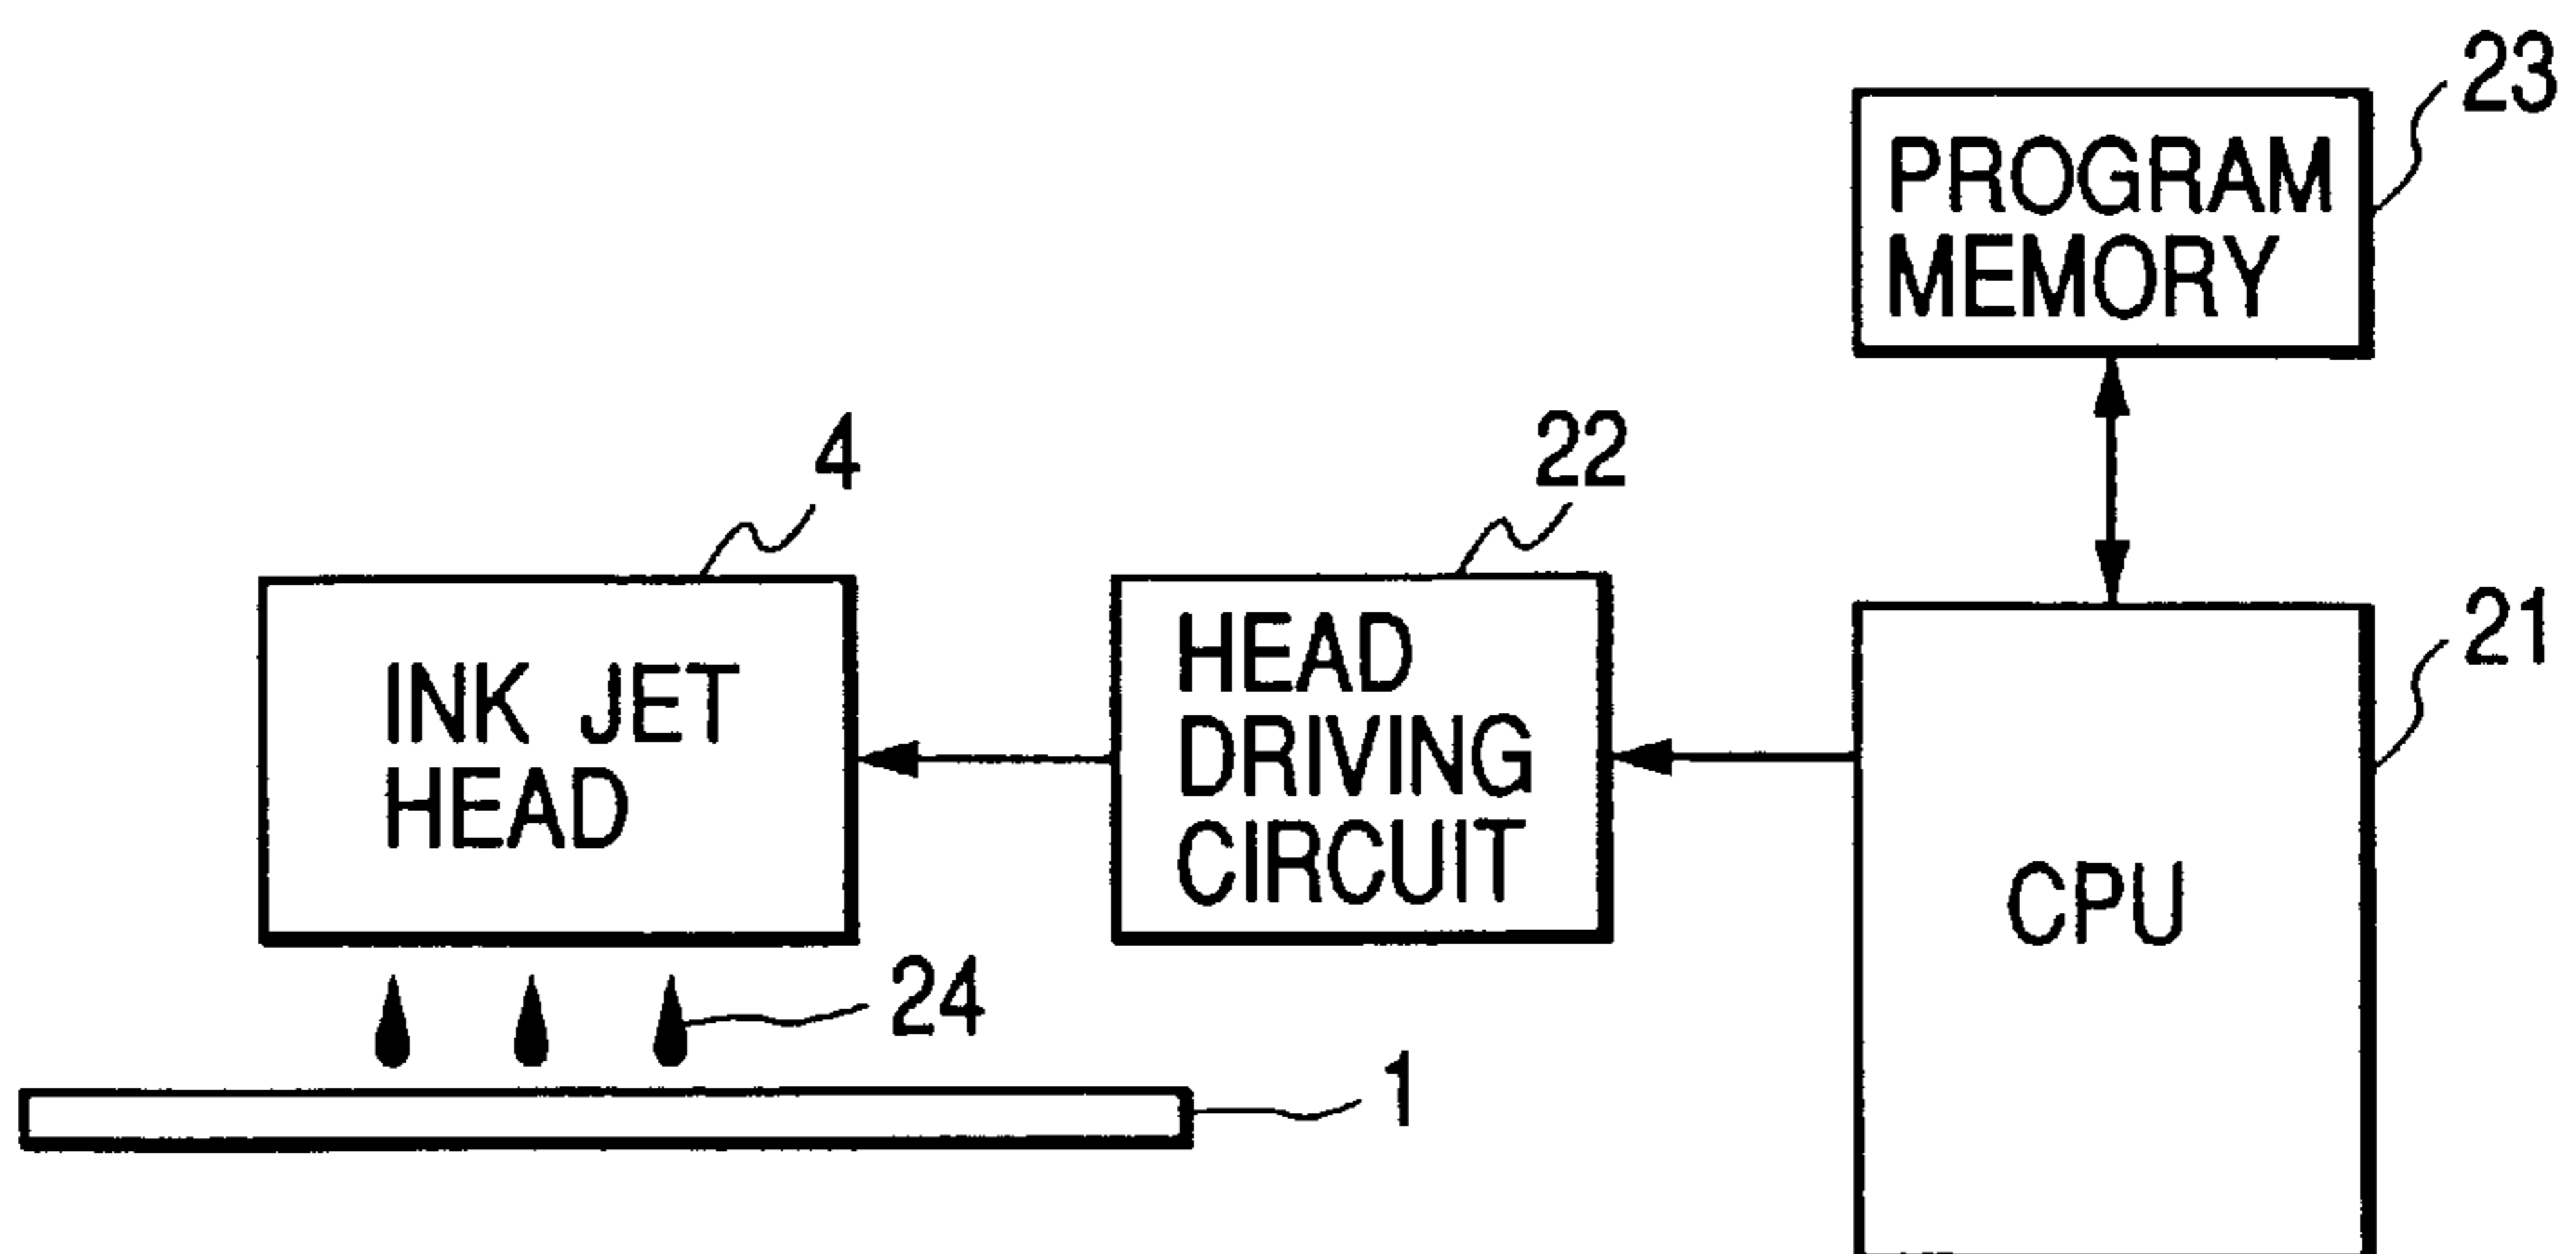 23
PROGRAM
MEMORY
4
22
21
INK JET
HEAD
HEAD
DRIVING
CIRCUIT
CPU
24
1